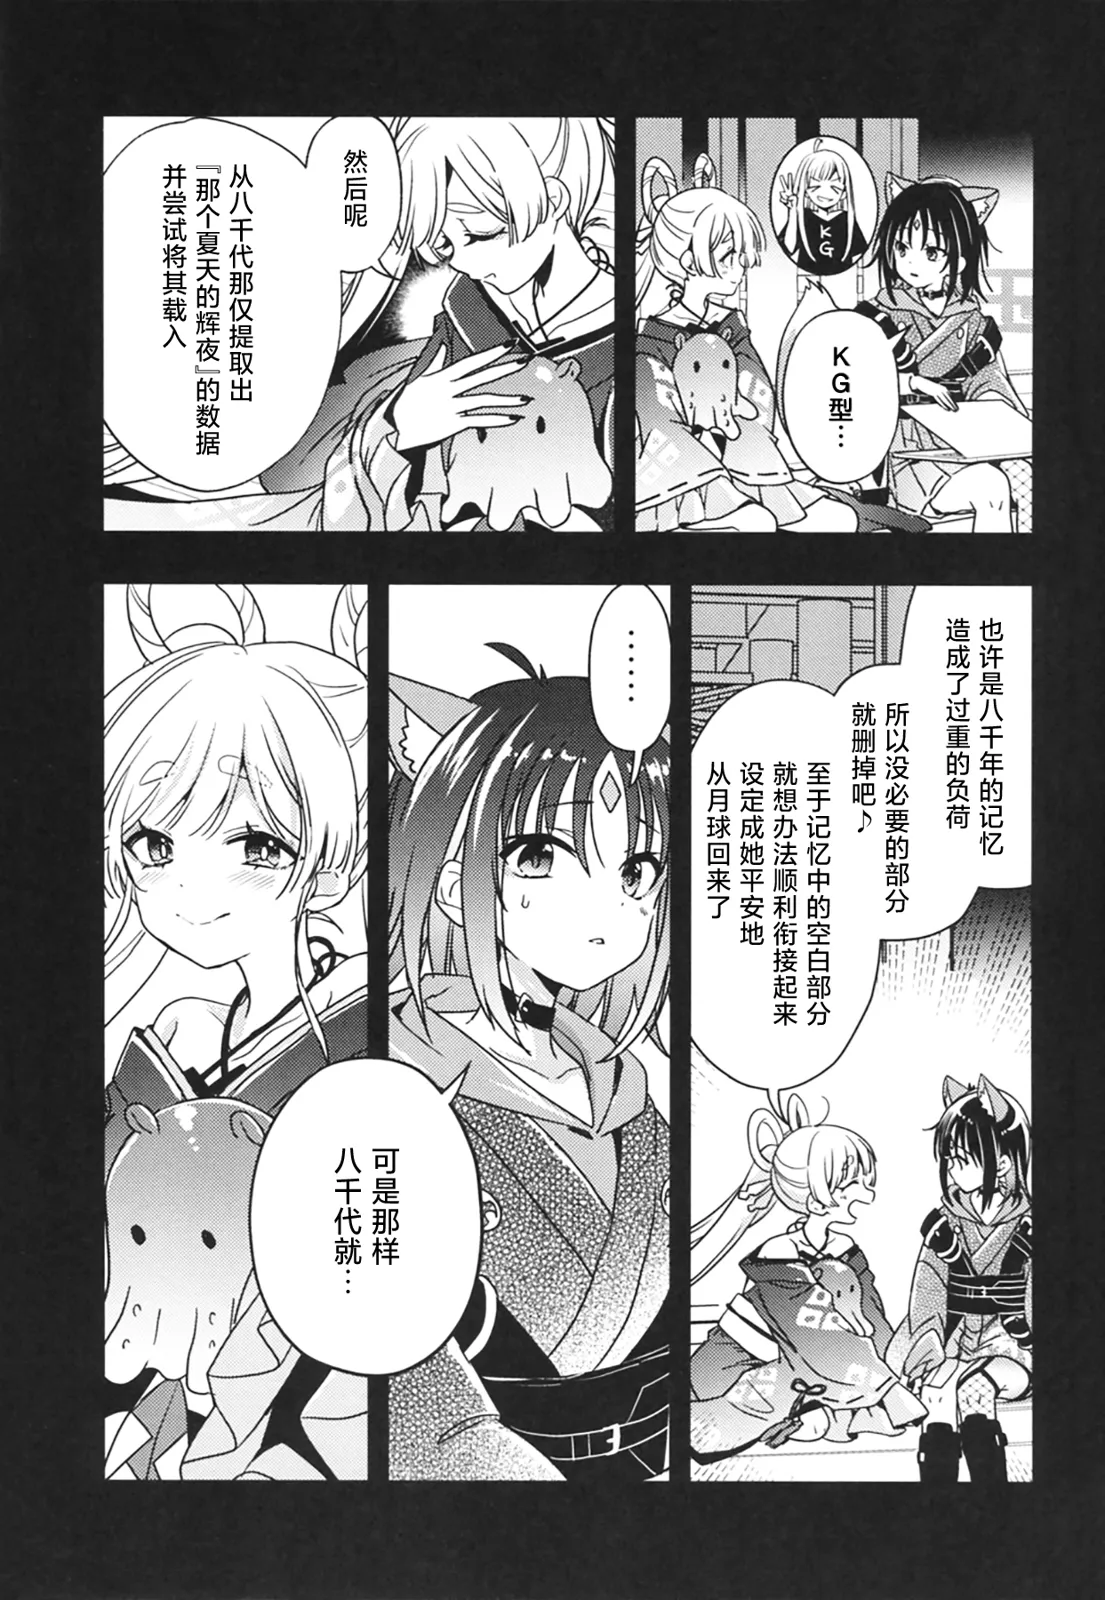 K
G
KG型…
然后呢
从八千代那仅提取出
『那个夏天的辉夜』的数据
并尝试将其载入
也许是八千年的记忆
造成了过重的负荷
所以没必要的部分
就删掉吧♪
至于记忆中的空白部分
就想办法顺利衔接起来
设定成她平安地
从月球回来了
……
可是那样
八千代就…